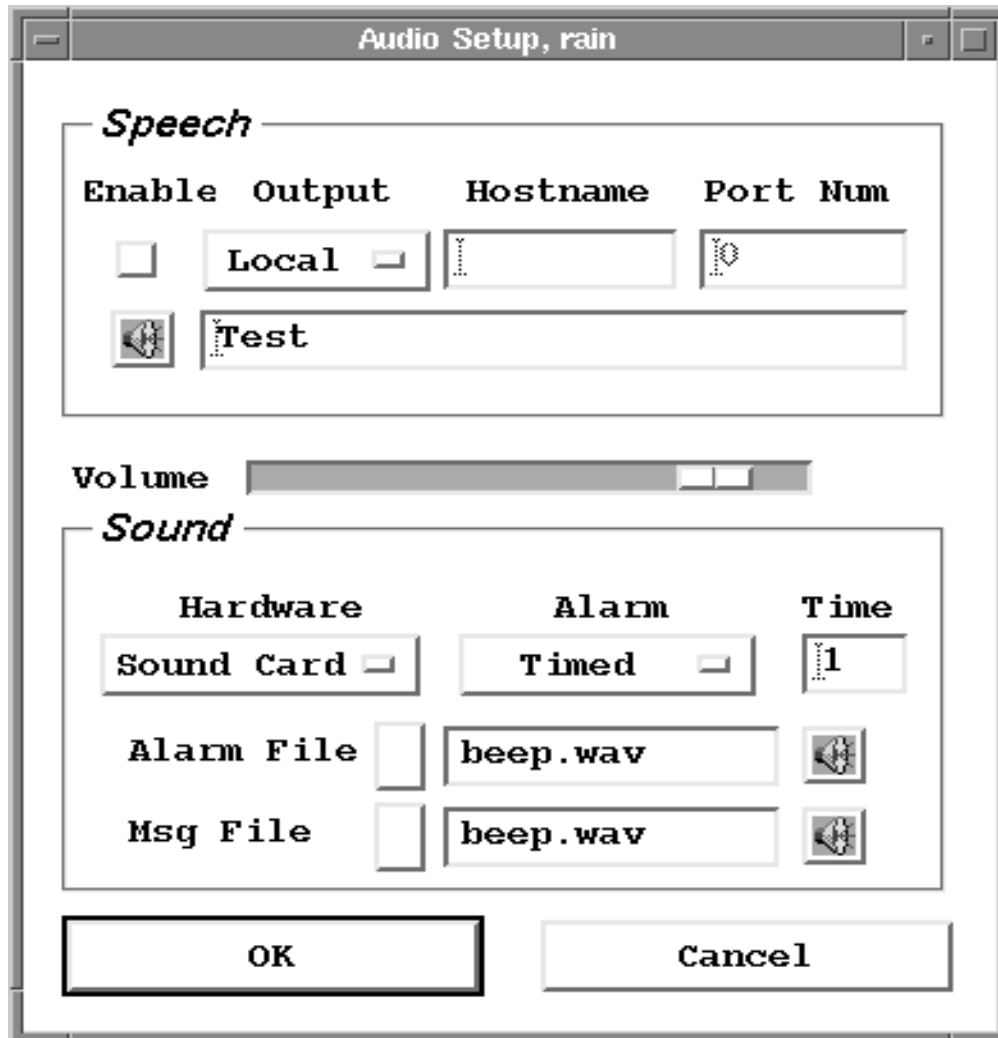 Audio Setup, rain
Speech
Enable Output Hostname Port Num
Local 0
Test
Volume
Sound
Hardware Alarm Time
Sound Card Timed 1
Alarm File beep.wav
Msg File beep.wav
OK Cancel